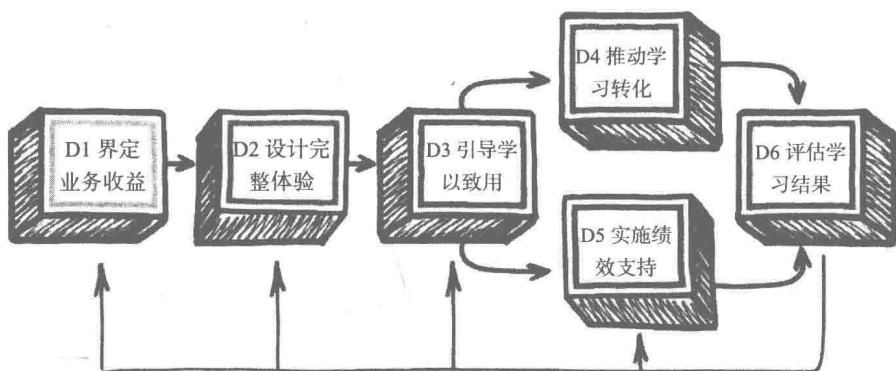 D1 界定
业务收益
D2 设计完
整体验
D3 引导学
以致用
D4 推动学
习转化
D5 实施绩
效支持
D6 评估学
习结果